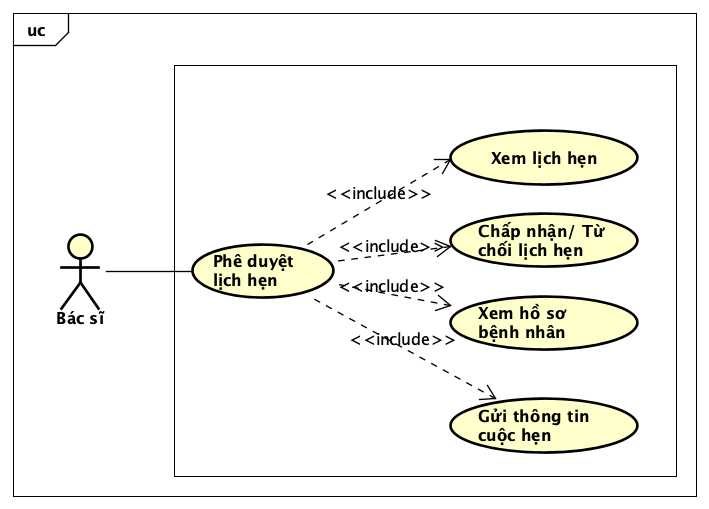 uc
Xem lịch hẹn
<<include>>
Chấp nhận/ Từ
chối lịch hẹn
<<include>>
Phê duyệt
lịch hẹn
<<include>>
Xem hồ sơ
bệnh nhân
Bác sĩ
<<include>>
Gửi thông tin
cuộc hẹn